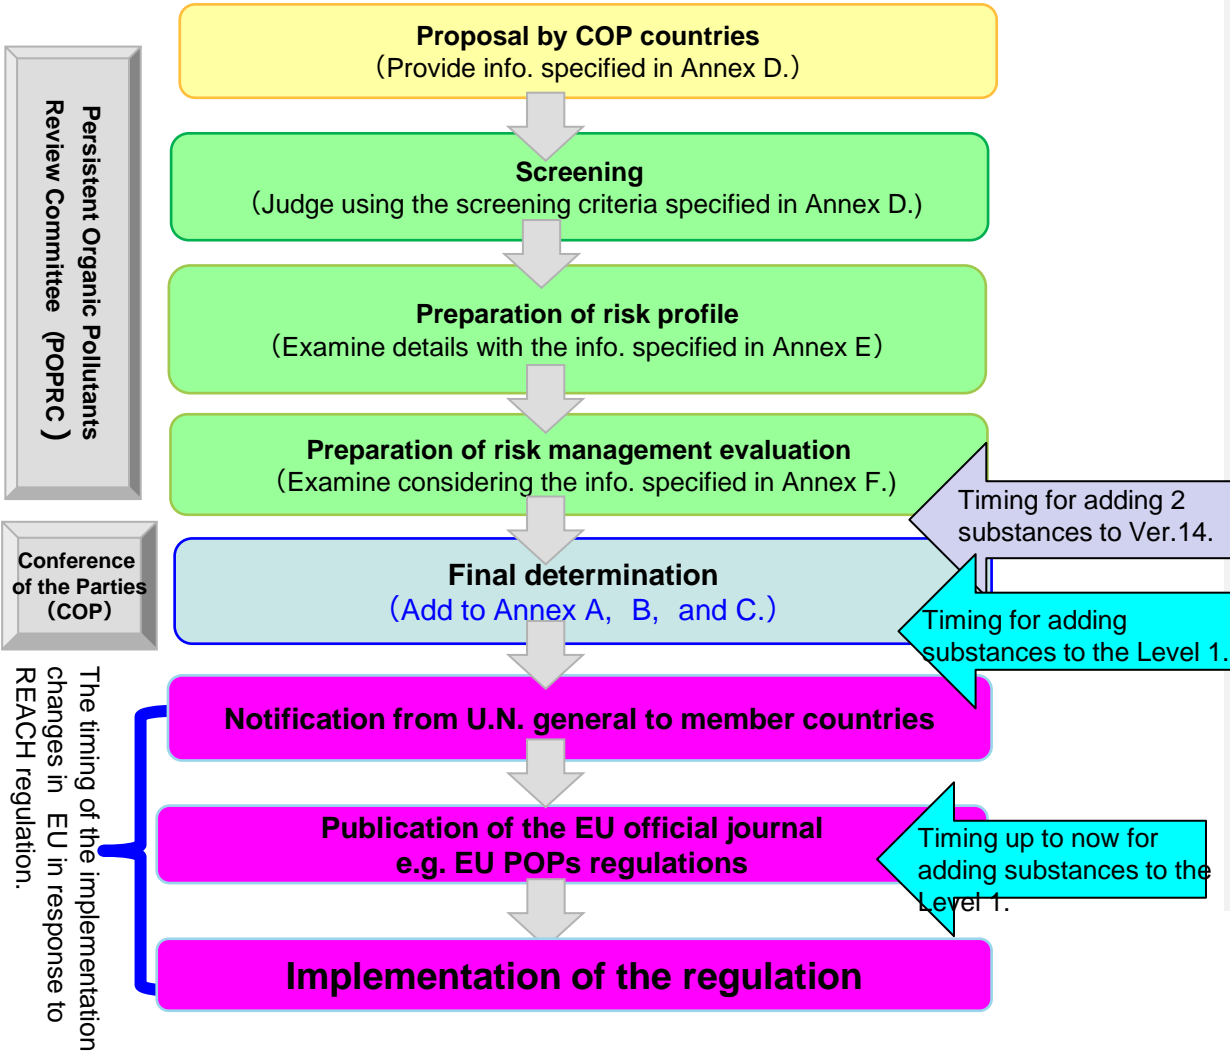 Proposal by COP countries
（Provide info. specified in Annex D.）
Persistent Organic Pollutants
Review Committee (POPRC)
Screening
（Judge using the screening criteria specified in Annex D.）
Preparation of risk profile
（Examine details with the info. specified in Annex E）
Preparation of risk management evaluation
（Examine considering the info. specified in Annex F.）
Timing for adding 2
substances to Ver.14.
Conference
of the Parties
（COP）
Final determination
（Add to Annex A, B, and C.）
Timing for adding
substances to the Level 1.
Notification from U.N. general to member countries
The timing of the implementation
changes in EU in response to
REACH regulation.
Publication of the EU official journal
e.g. EU POPs regulations
Timing up to now for
adding substances to the
Level 1.
Implementation of the regulation